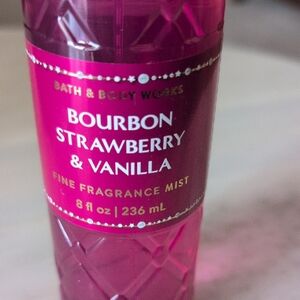 BATH & BODY WORKS
BOURBON
STRAWBERRY
& VANILLA
FINE FRAGRANCE MIST
8 fl oz | 236 mL